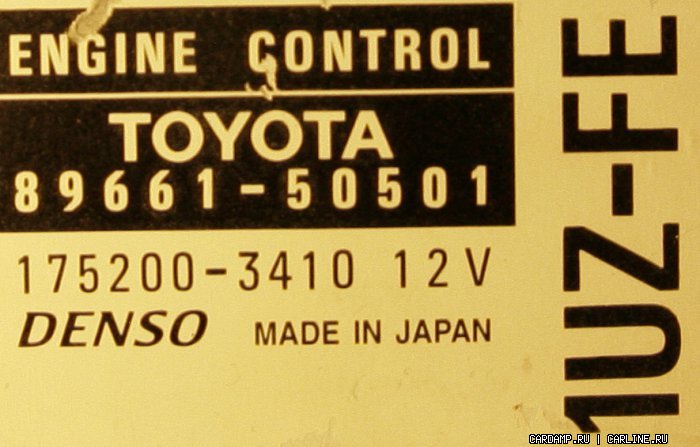 ENGINE CONTROL
TOYOTA
89661-50501
175200-3410 12V
DENSO MADE IN JAPAN
1UZ-FE
CARDAMP.RU | CARLINE.RU